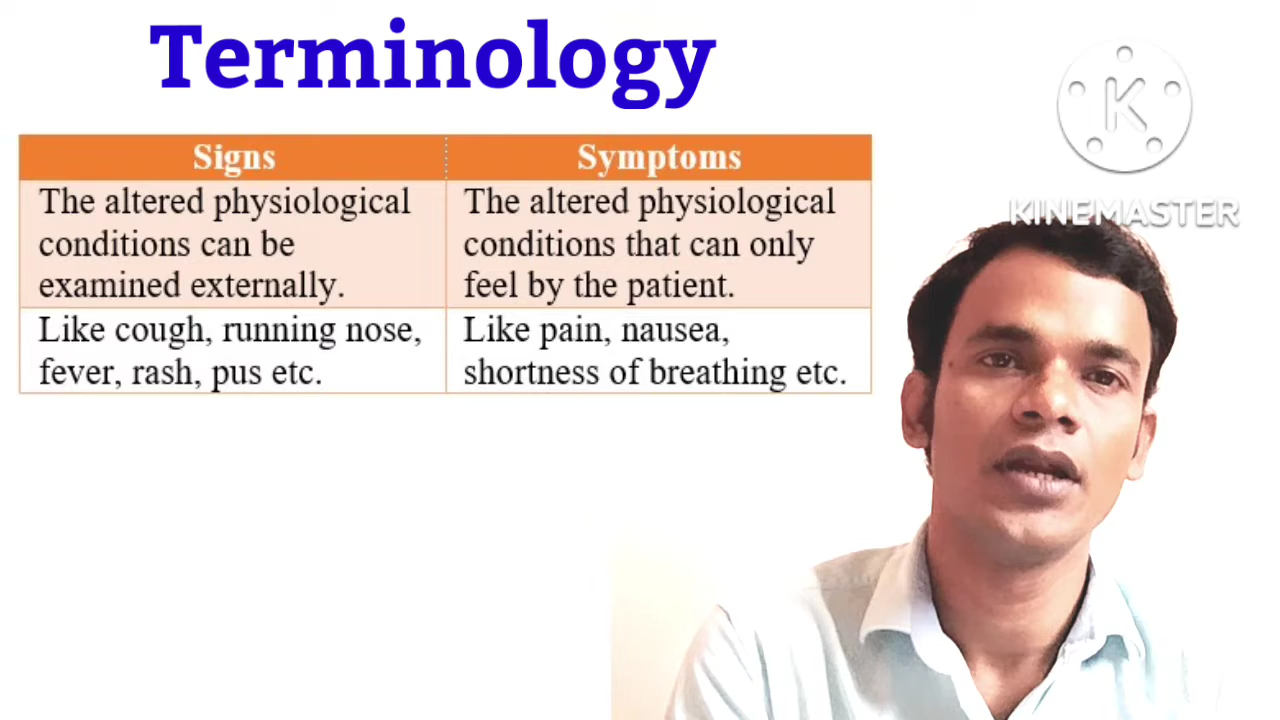 Terminology
Signs
Symptoms
The altered physiological
conditions can be
examined externally.
The altered physiological
conditions that can only
feel by the patient.
Like cough, running nose,
fever, rash, pus etc.
Like pain, nausea,
shortness of breathing etc.
K
KINEMASTER